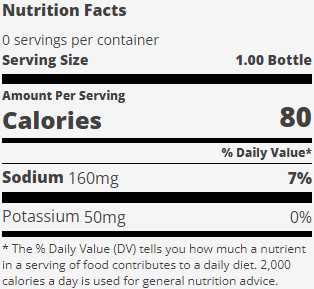 Nutrition Facts
0 servings per container
Serving Size 1.00 Bottle
Amount Per Serving
Calories 80
% Daily Value*
Sodium 160mg 7%
Potassium 50mg 0%
* The % Daily Value (DV) tells you how much a nutrient
in a serving of food contributes to a daily diet. 2,000
calories a day is used for general nutrition advice.